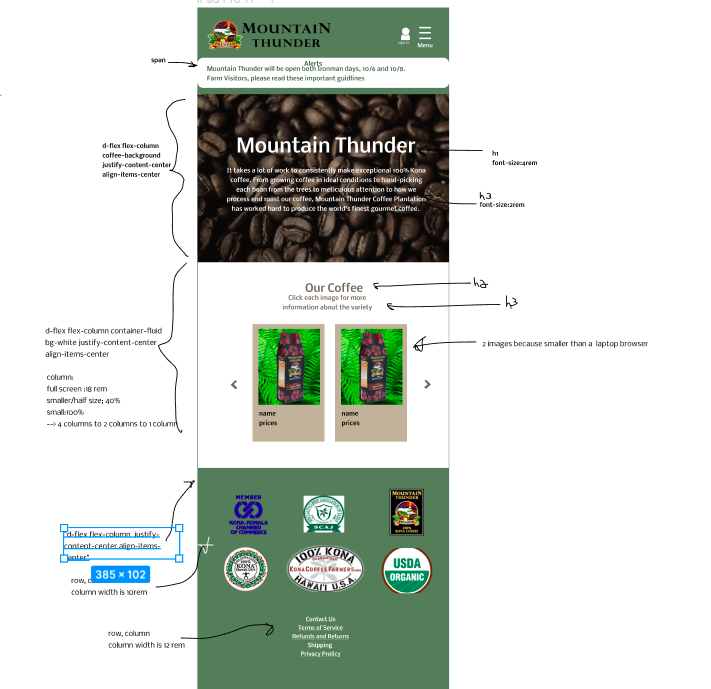 MOUNTAIN
THUNDER
sign in
Menu
span
Alerts
Mountain Thunder will be open both Ironman days, 10/6 and 10/8.
Farm Visitors, please read these important guidlines
d-flex flex-column
coffee-background
justify-content-center
align-items-center
Mountain Thunder
h1
font-size:4rem
It takes a lot of work to consistently make exceptional 100% Kona
coffee. From growing coffee in ideal conditions to hand-picking
each bean from the trees to meticulous attention to how we
process and roast our coffee, Mountain Thunder Coffee Plantation
has worked hard to produce the world's finest gourmet coffee.
h3
font-size:2rem
Our Coffee
h2
Click each image for more
information about the variety
h3
d-flex flex-column container-fluid
bg-white justify-content-center
align-items-center
2 images because smaller than a laptop browser
column:
full screen :18 rem
smaller/half size: 40%
small:100%
--> 4 columns to 2 columns to 1 column
name
prices
name
prices
MEMBER
KONA-KOHALA
CHAMBER
OF COMMERCE
SCAJ
MOUNTAIN
THUNDER
100%
KONA
COFFEE
"d-flex flex-column justify-
content-center align-items-
center"
385 × 102
row, c
column width is 10rem
100%
KONA
100% KONA
KONACOFFEEFARMERS.ORG
HAWAI'I U.S.A.
USDA
ORGANIC
row, column
column width is 12 rem
Contact Us
Terms of Service
Refunds and Returns
Shipping
Privacy Policy